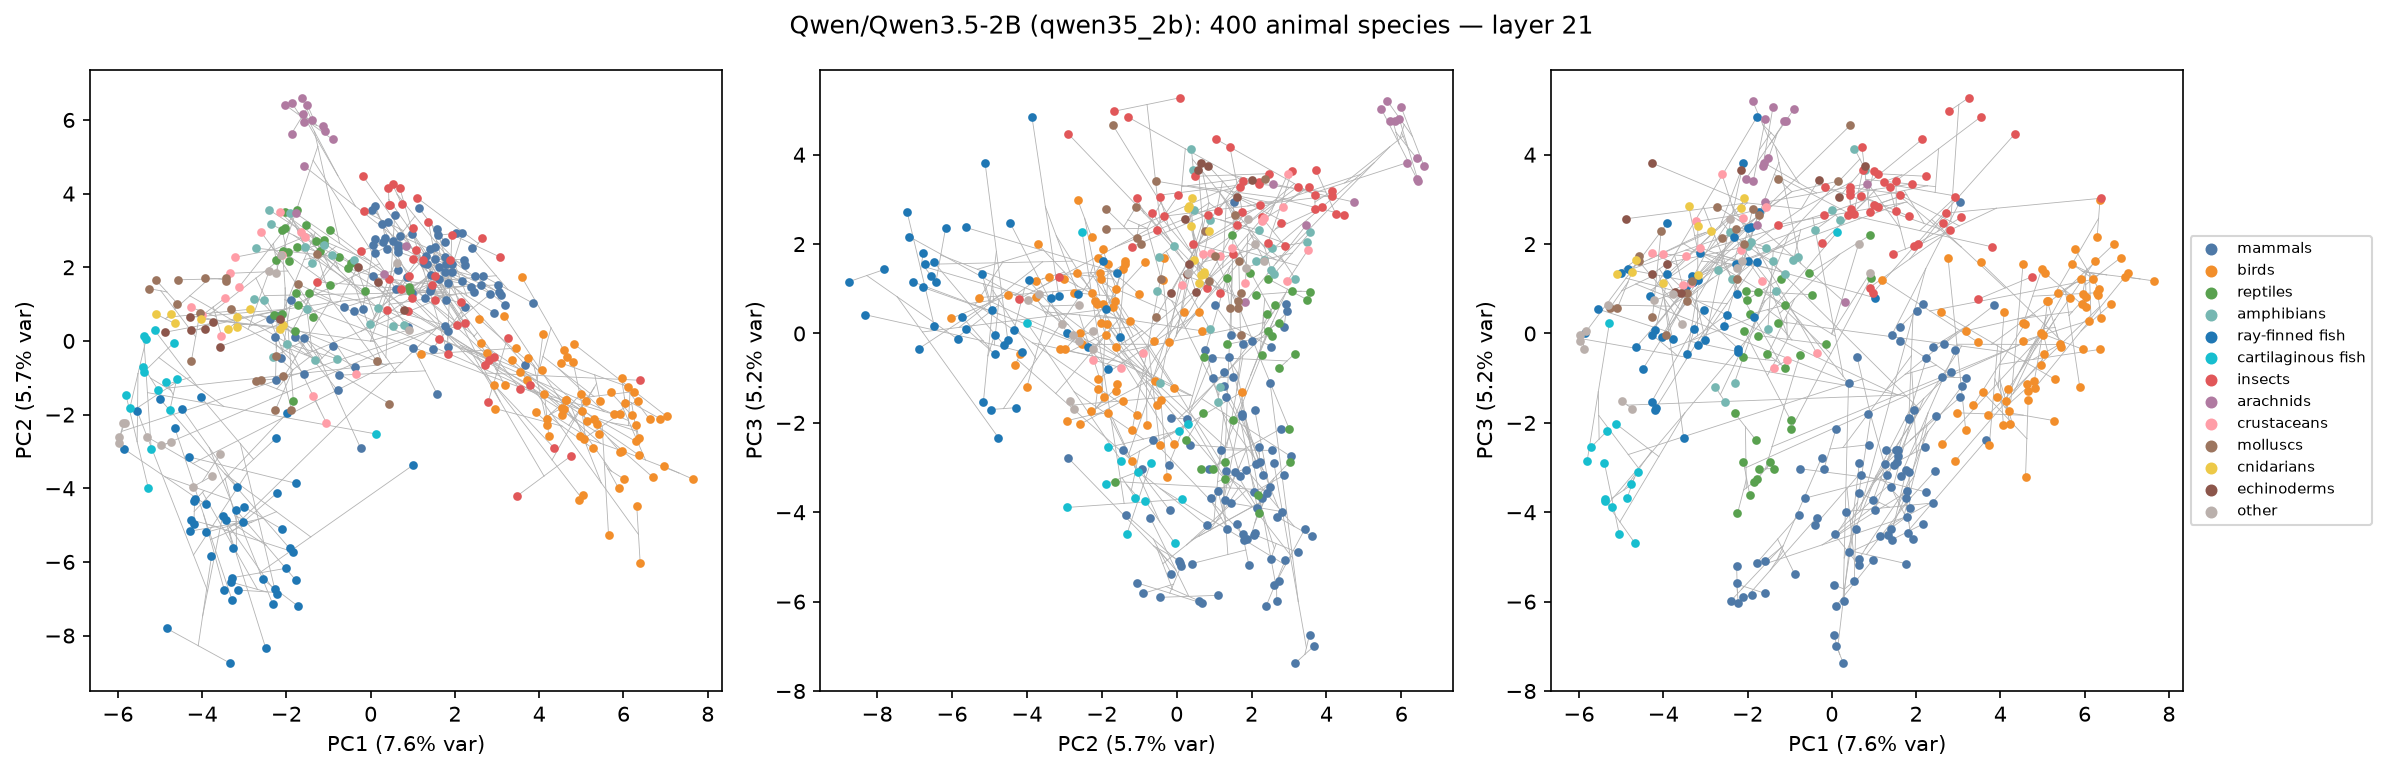 Qwen/Qwen3.5-2B (qwen35_2b): 400 animal species — layer 21
6
4
2
0
−2
−4
−6
−8
PC2 (5.7% var)
−6
−4
−2
0
2
4
6
8
PC1 (7.6% var)
4
2
0
−2
−4
−6
−8
PC3 (5.2% var)
−8
−6
−4
−2
0
2
4
6
PC2 (5.7% var)
4
2
0
−2
−4
−6
−8
PC3 (5.2% var)
−6
−4
−2
0
2
4
6
8
PC1 (7.6% var)
mammals
birds
reptiles
amphibians
ray-finned fish
cartilaginous fish
insects
arachnids
crustaceans
molluscs
cnidarians
echinoderms
other